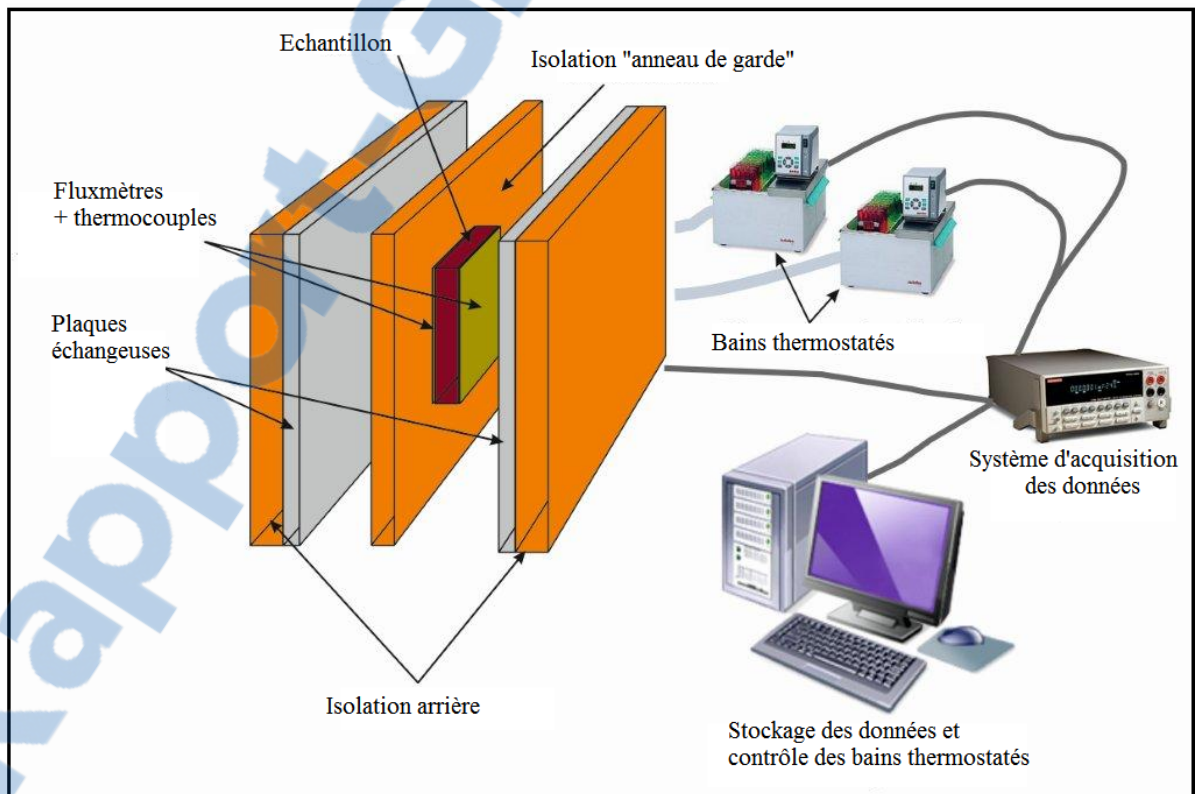 Echantillon
Isolation "anneau de garde"
Fluxmètres
+ thermocouples
Plaques
échangeuses
Bains thermostatés
Système d'acquisition
des données
Isolation arrière
Stockage des données et
contrôle des bains thermostatés